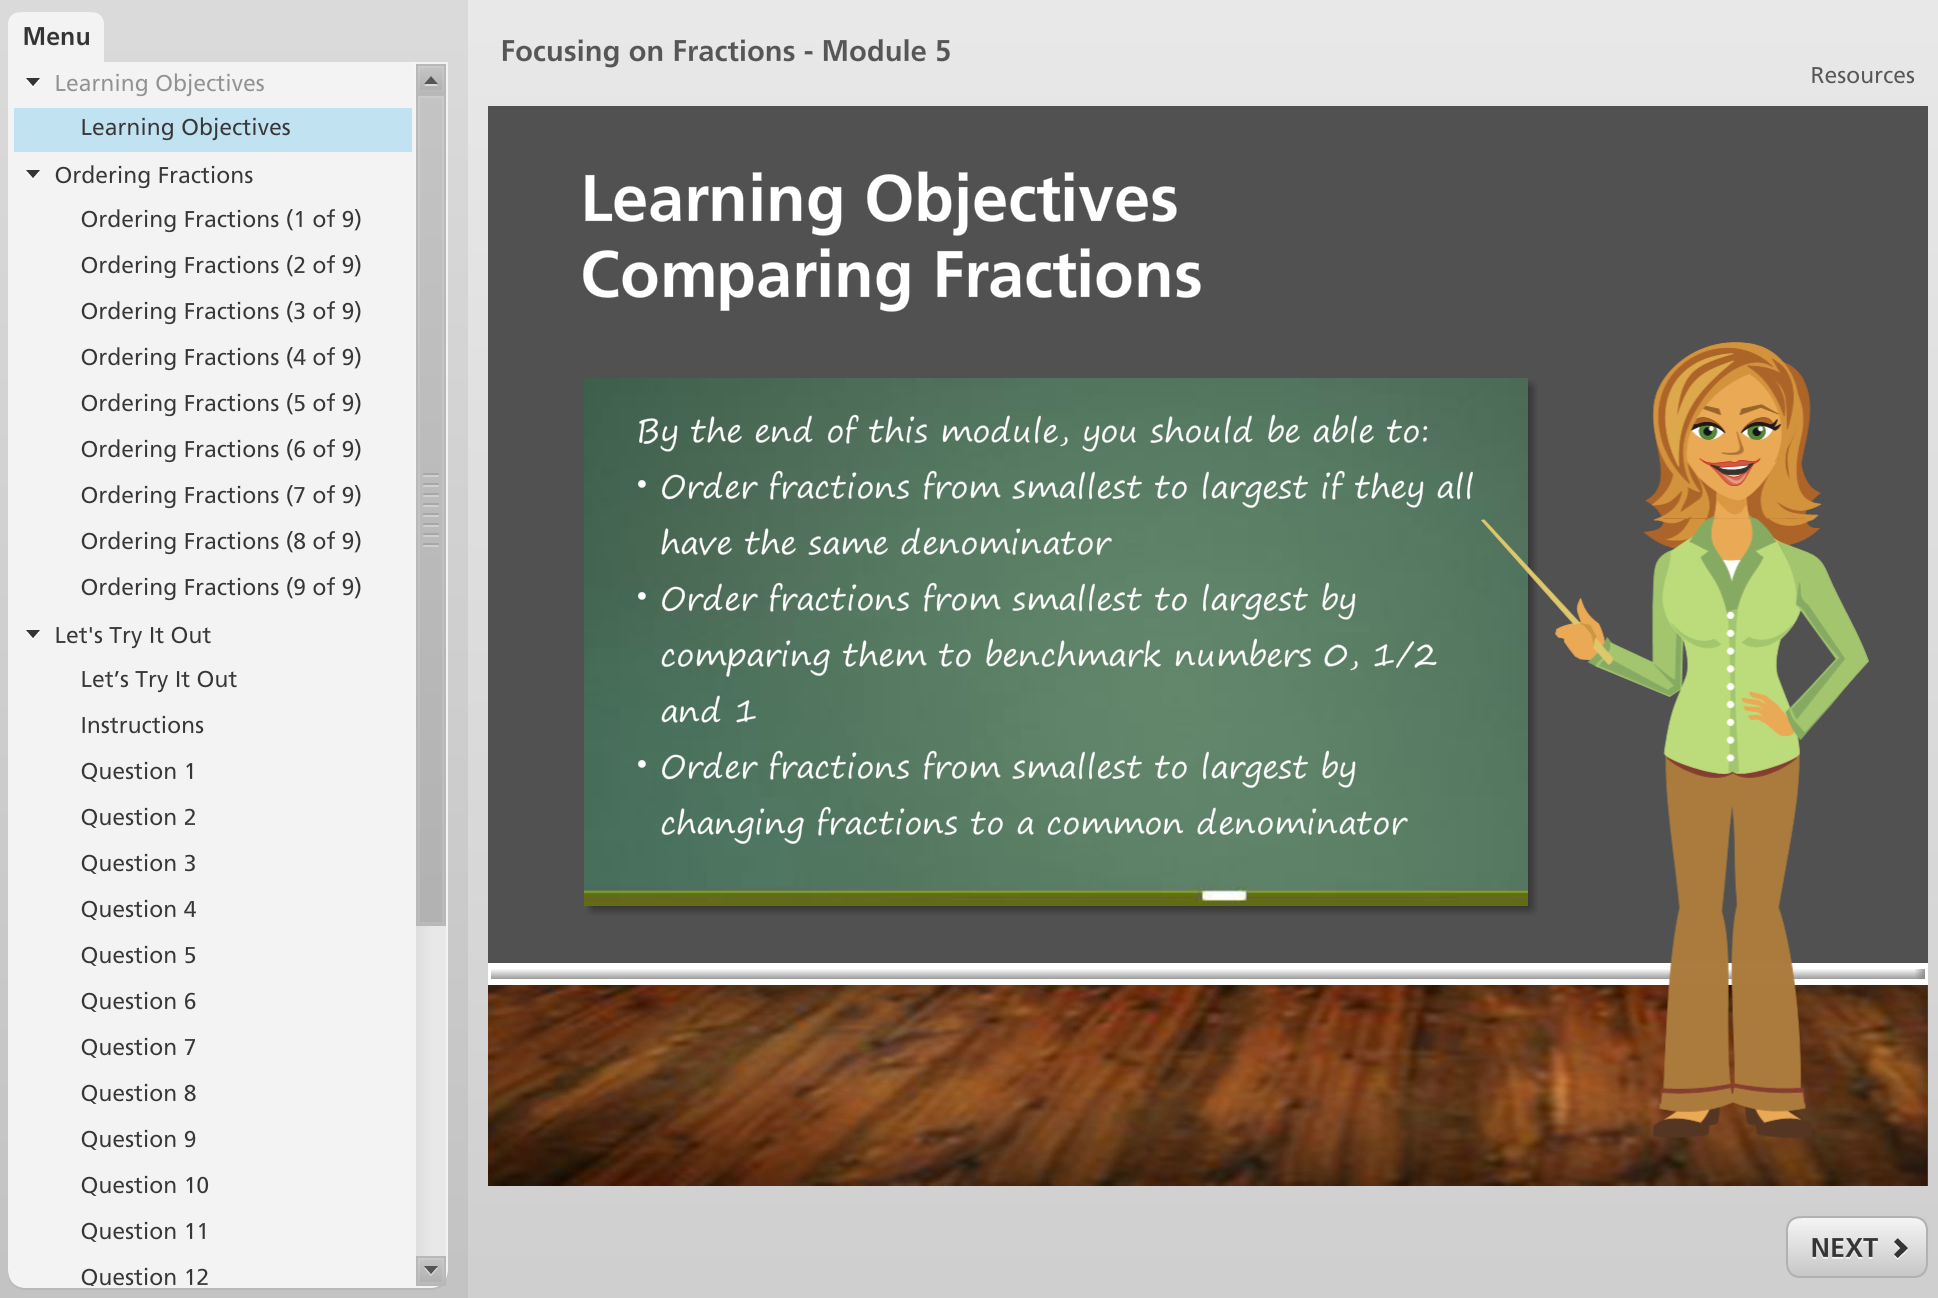 Menu
Learning Objectives
Learning Objectives
Ordering Fractions
Ordering Fractions (1 of 9)
Ordering Fractions (2 of 9)
Ordering Fractions (3 of 9)
Ordering Fractions (4 of 9)
Ordering Fractions (5 of 9)
Ordering Fractions (6 of 9)
Ordering Fractions (7 of 9)
Ordering Fractions (8 of 9)
Ordering Fractions (9 of 9)
Let's Try It Out
Let’s Try It Out
Instructions
Question 1
Question 2
Question 3
Question 4
Question 5
Question 6
Question 7
Question 8
Question 9
Question 10
Question 11
Question 12
Focusing on Fractions - Module 5
Resources
Learning Objectives
Comparing Fractions
By the end of this module, you should be able to:
• Order fractions from smallest to largest if they all
have the same denominator
• Order fractions from smallest to largest by
comparing them to benchmark numbers 0, 1/2
and 1
• Order fractions from smallest to largest by
changing fractions to a common denominator
NEXT